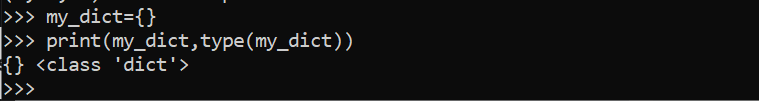 >>> my_dict={}
>>> print(my_dict,type(my_dict))
{} <class 'dict'>
>>>